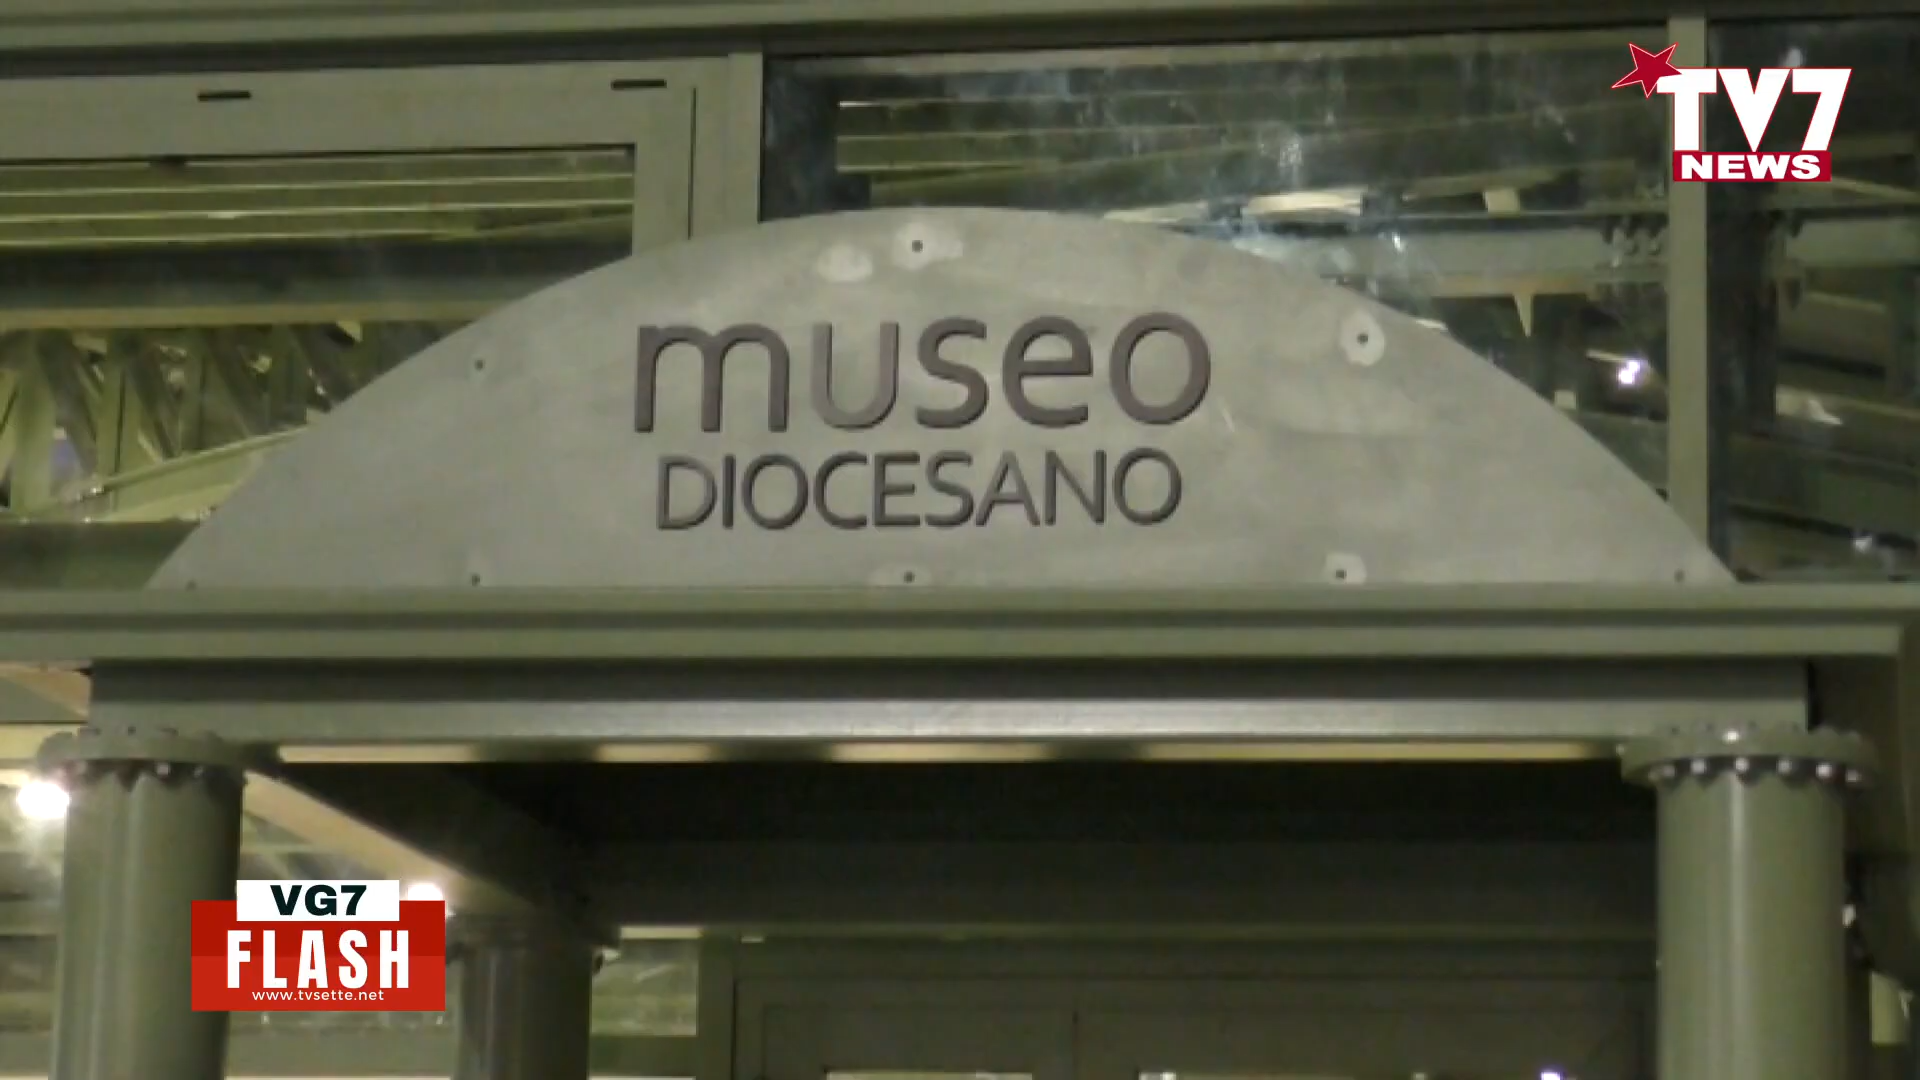 TV7
NEWS
museo
DIOCESANO
VG7
FLASH
www.tvsette.net